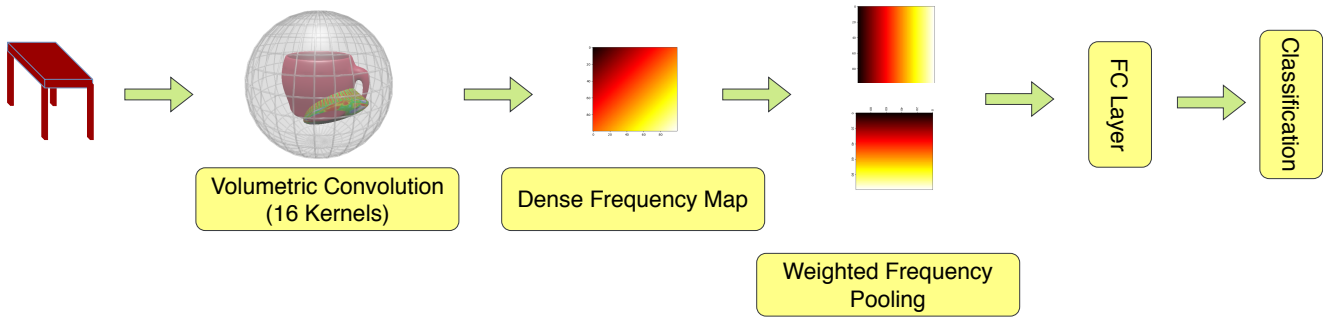 Volumetric Convolution
(16 Kernels)
Dense Frequency Map
Weighted Frequency
Pooling
FC Layer
Classification